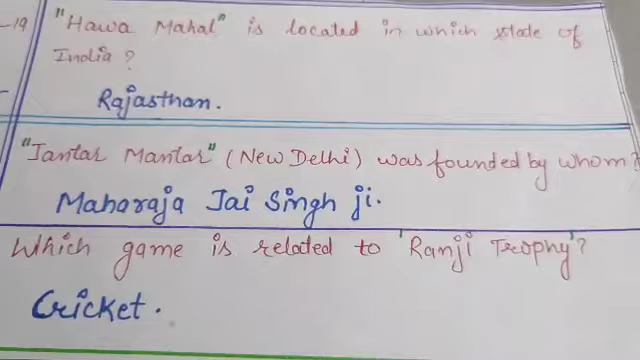 -19 "Hawa Mahal" is located in which state of
India ?
Rajasthan.
"Jantar Mantar" (New Delhi) was founded by whom ?
Maharaja Jai Singh ji.
Which game is related to 'Ranji Trophy'?
Cricket.